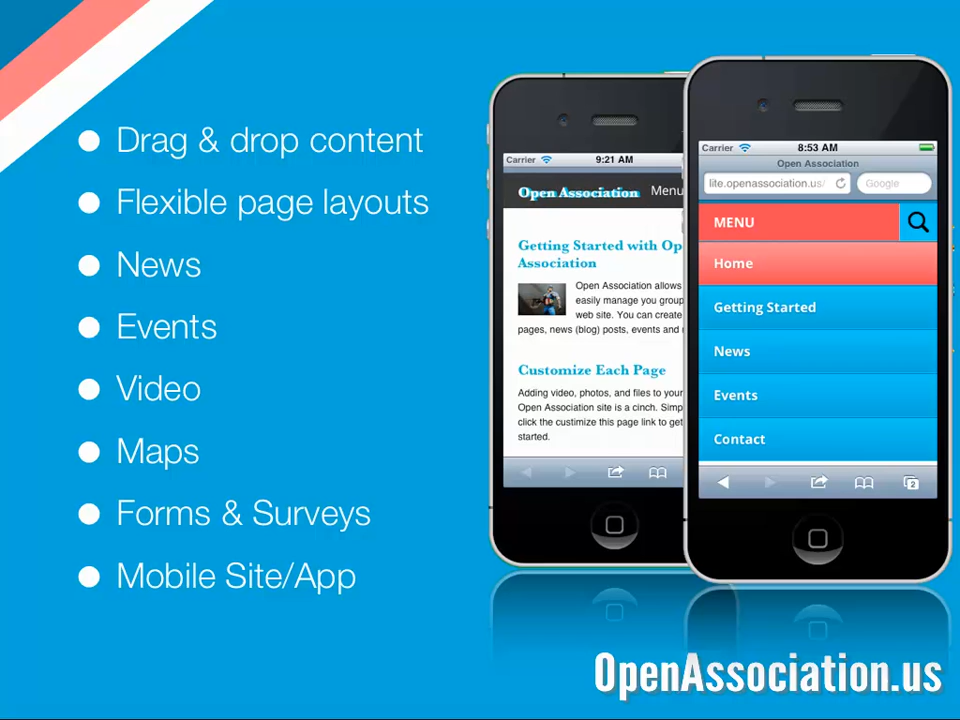 Drag & drop content
Flexible page layouts
News
Events
Video
Maps
Forms & Surveys
Mobile Site/App
Carrier 9:21 AM
Open Association Menu
Getting Started with Op
Association
Open Association allows
easily manage you group
web site. You can create
pages, news (blog) posts, events and
Customize Each Page
Adding video, photos, and files to your
Open Association site is a cinch. Simp
click the custimize this page link to get
started.
Carrier 8:53 AM
Open Association
lite.openassociation.us/ Google
MENU
Home
Getting Started
News
Events
Contact
2
OpenAssociation.us